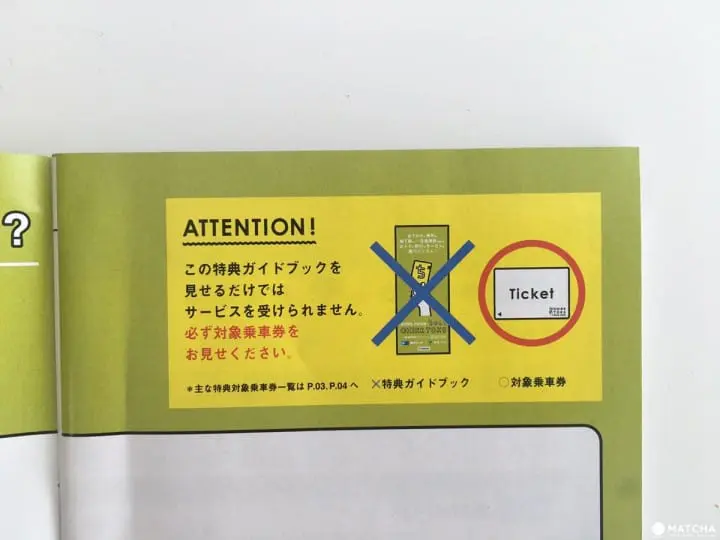 ?
ATTENTION!
この特典ガイドブックを
見せるだけでは
サービスを受けられません。
必ず対象乗車券を
お見せください。
*主な特典対象乗車券一覧は P.03,P.04 へ
ち
×特典ガイドブック
Ticket
○対象乗車券
MATCHA